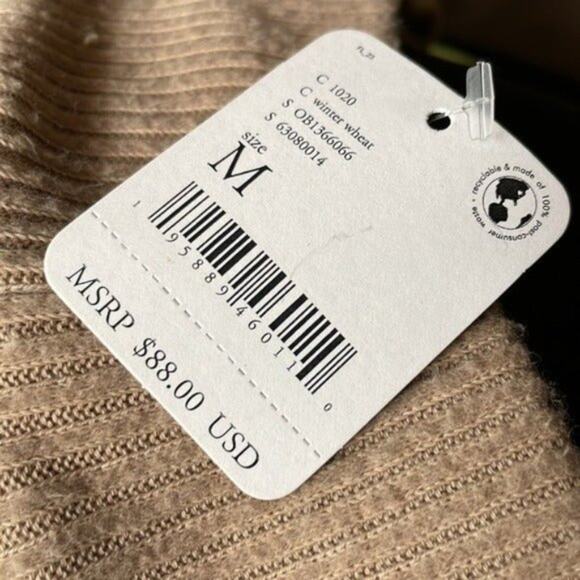 C 1020
C winter wheat
S OB1366066
S 63080014
size
M
1 95889 46011 0
MSRP $88.00 USD
recyclable & made of 100% post-consumer waste